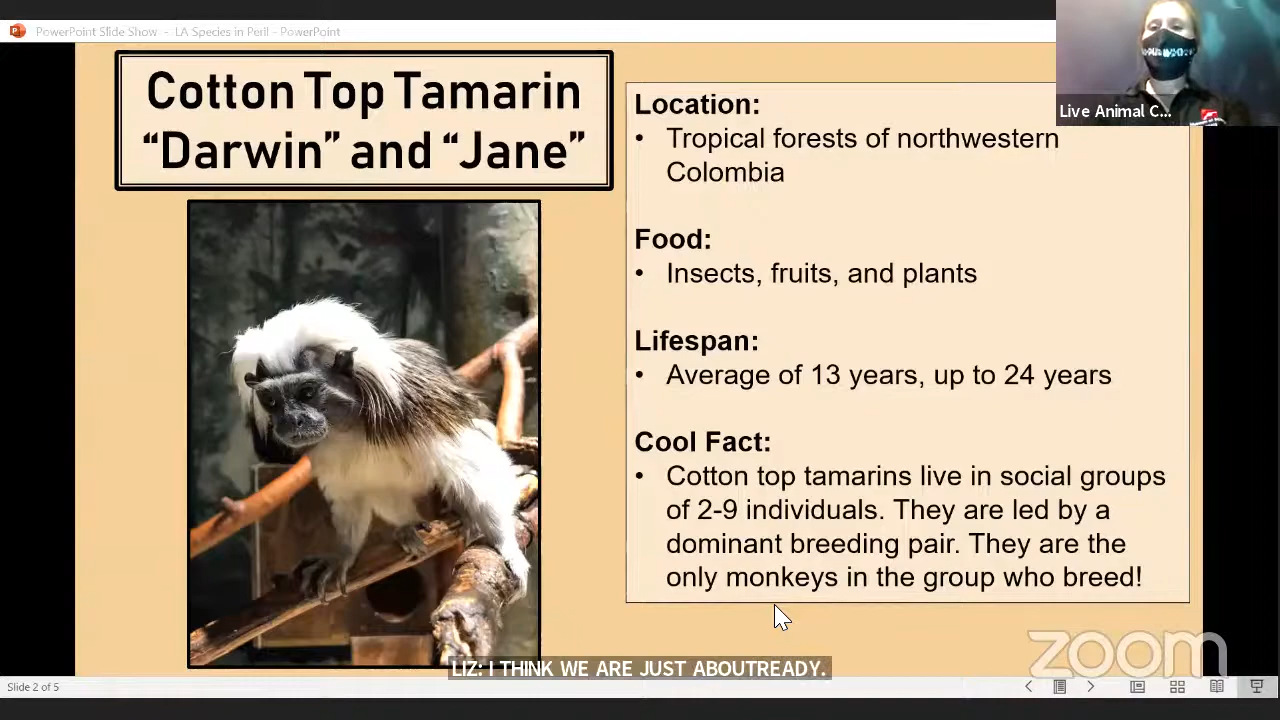 PowerPoint Slide Show - LA Species in Peril - PowerPoint
Cotton Top Tamarin
“Darwin” and “Jane”
Live Animal C...
Location:
• Tropical forests of northwestern
Colombia
Food:
• Insects, fruits, and plants
Lifespan:
• Average of 13 years, up to 24 years
Cool Fact:
• Cotton top tamarins live in social groups
of 2-9 individuals. They are led by a
dominant breeding pair. They are the
only monkeys in the group who breed!
zoom
LIZ: I THINK WE ARE JUST ABOUTREADY.
Slide 2 of 5